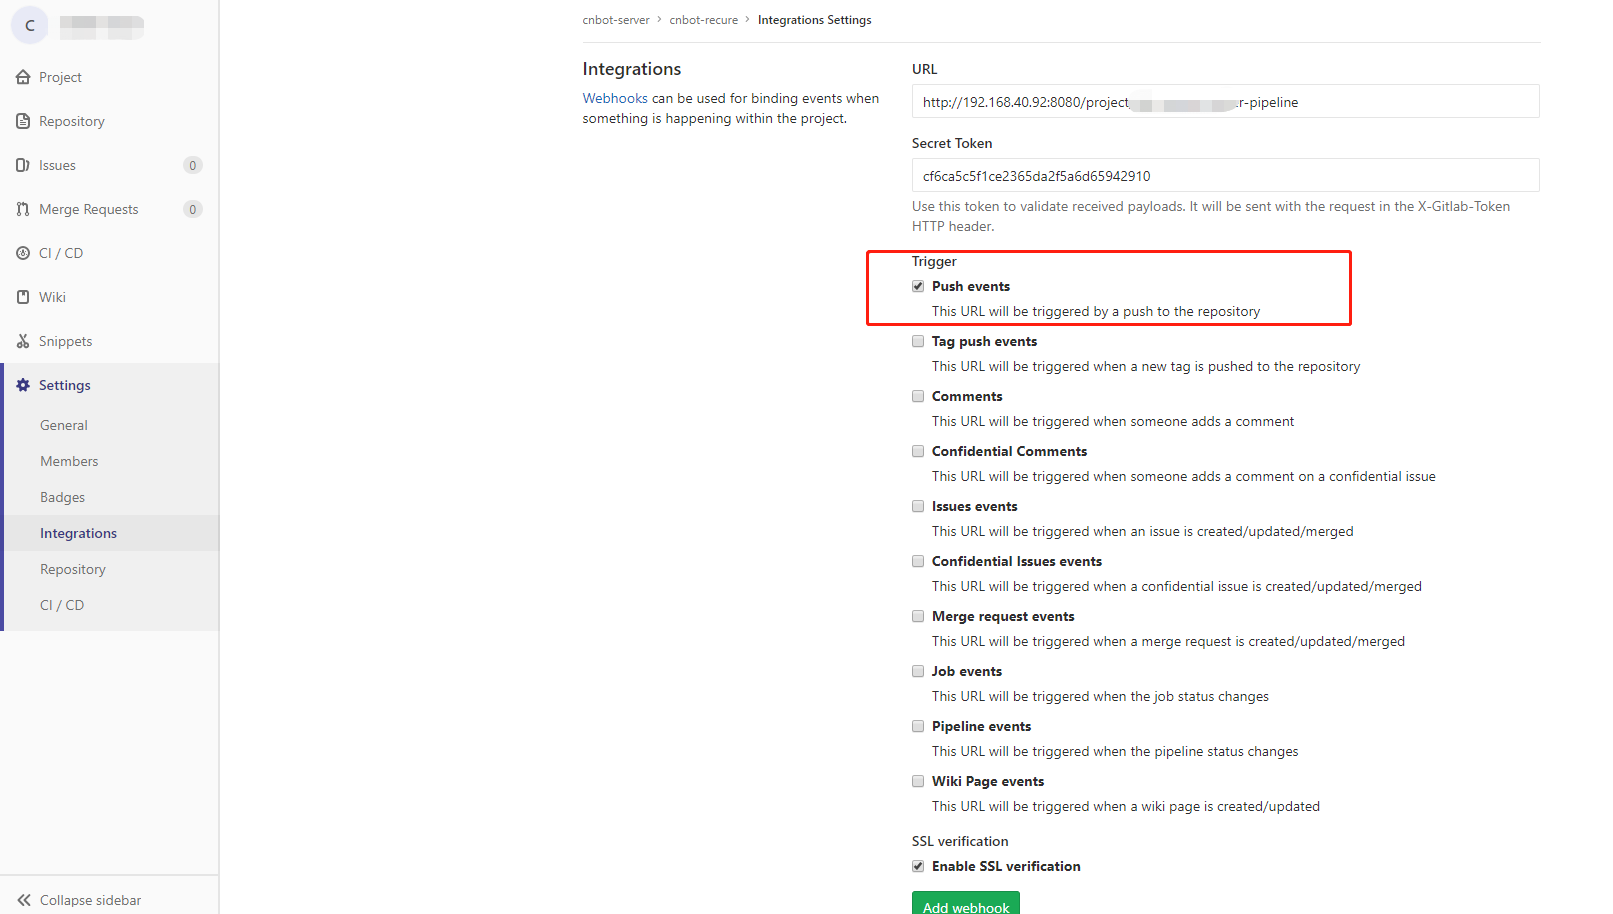 C
Project
Repository
Issues 0
Merge Requests 0
CI / CD
Wiki
Snippets
Settings
General
Members
Badges
Integrations
Repository
CI / CD
Collapse sidebar
cnbot-server > cnbot-recure > Integrations Settings
Integrations
Webhooks can be used for binding events when
something is happening within the project.
URL
http://192.168.40.92:8080/project r-pipeline
Secret Token
cf6ca5c5f1ce2365da2f5a6d65942910
Use this token to validate received payloads. It will be sent with the request in the X-Gitlab-Token
HTTP header.
Trigger
Push events
This URL will be triggered by a push to the repository
Tag push events
This URL will be triggered when a new tag is pushed to the repository
Comments
This URL will be triggered when someone adds a comment
Confidential Comments
This URL will be triggered when someone adds a comment on a confidential issue
Issues events
This URL will be triggered when an issue is created/updated/merged
Confidential Issues events
This URL will be triggered when a confidential issue is created/updated/merged
Merge request events
This URL will be triggered when a merge request is created/updated/merged
Job events
This URL will be triggered when the job status changes
Pipeline events
This URL will be triggered when the pipeline status changes
Wiki Page events
This URL will be triggered when a wiki page is created/updated
SSL verification
Enable SSL verification
Add webhook